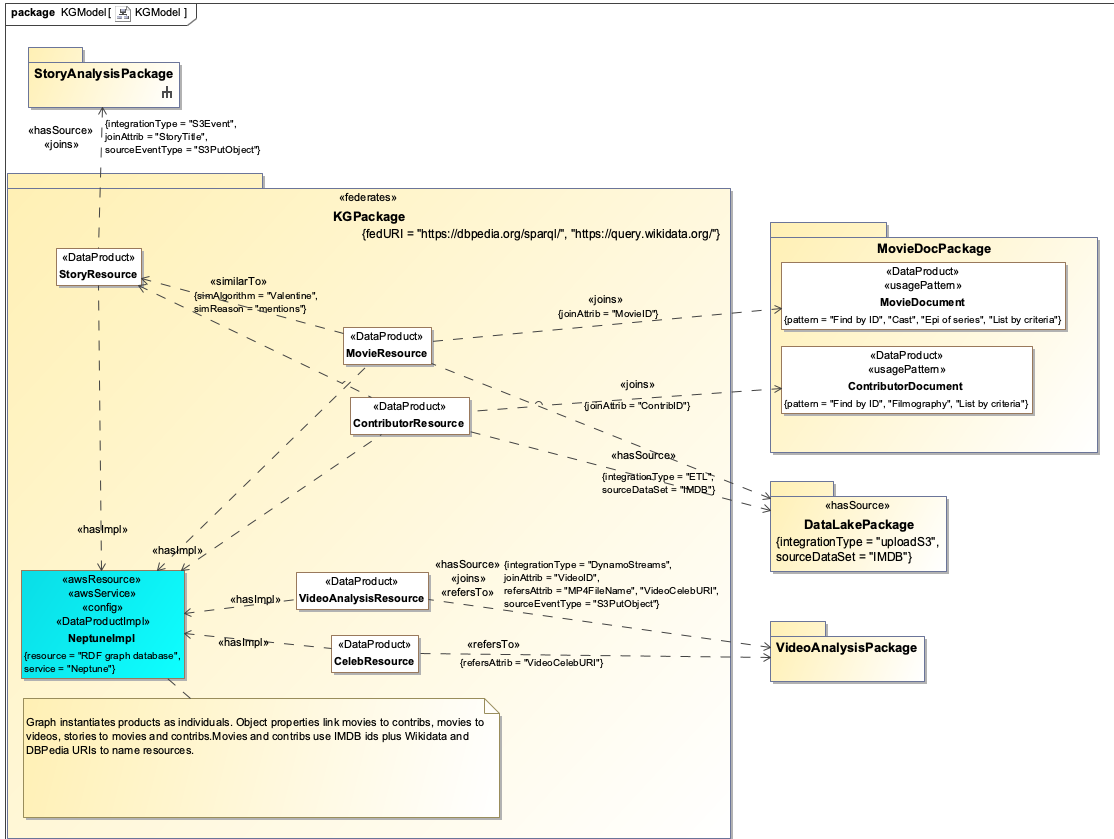 package KGModel[ KGModel ]
StoryAnalysisPackage
«hasSource»
«joins»
{integrationType = "S3Event",
joinAttrib = "StoryTitle",
sourceEventType = "S3PutObject"}
«federates»
KGPackage
{fedURI = "https://dbpedia.org/sparql/", "https://query.wikidata.org/"}
«DataProduct»
StoryResource
«similarTo»
{simAlgorithm = "Valentine",
simReason = "mentions"}
«DataProduct»
MovieResource
«joins»
{joinAttrib = "MovieID"}
MovieDocPackage
«DataProduct»
«usagePattern»
MovieDocument
{pattern = "Find by ID", "Cast", "Epi of series", "List by criteria"}
«DataProduct»
«usagePattern»
ContributorDocument
{pattern = "Find by ID", "Filmography", "List by criteria"}
«DataProduct»
ContributorResource
«joins»
{joinAttrib = "ContribID"}
«hasSource»
{integrationType = "ETL",
sourceDataSet = "IMDB"}
«hasSource»
DataLakePackage
{integrationType = "uploadS3",
sourceDataSet = "IMDB"}
«hasImpl»
«hasImpl»
«awsResource»
«awsService»
«config»
«DataProductImpl»
NeptuneImpl
{resource = "RDF graph database",
service = "Neptune"}
«hasImpl»
«DataProduct»
VideoAnalysisResource
«hasSource»
«joins»
«refersTo»
{integrationType = "DynamoStreams",
joinAttrib = "VideoID",
refersAttrib = "MP4FileName", "VideoCelebURI",
sourceEventType = "S3PutObject"}
«hasImpl»
«DataProduct»
CelebResource
«refersTo»
{refersAttrib = "VideoCelebURI"}
VideoAnalysisPackage
Graph instantiates products as individuals. Object properties link movies to contribs, movies to
videos, stories to movies and contribs.Movies and contribs use IMDB ids plus Wikidata and
DBPedia URIs to name resources.